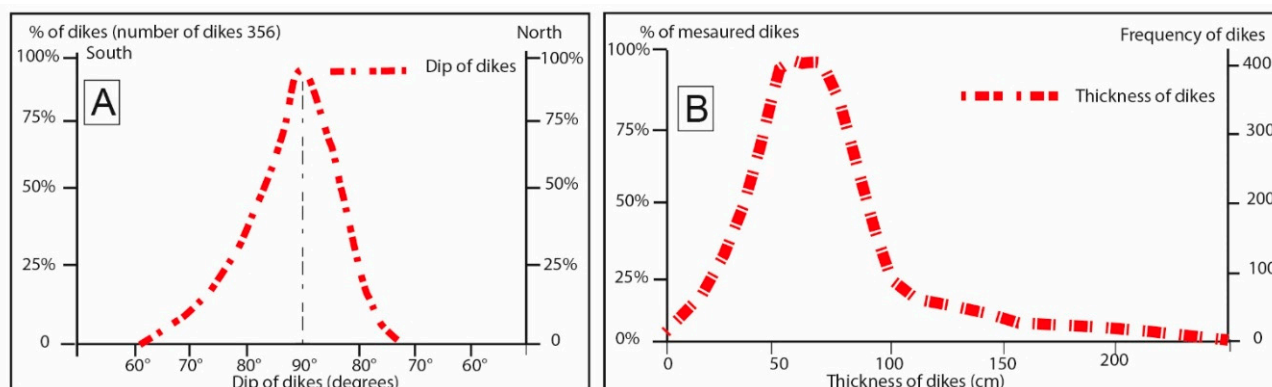 % of dikes (number of dikes 356)
North
South
100%
100%
Dip of dikes
A
75%
75%
50%
50%
25%
25%
0
0
60° 70° 80° 90° 80° 70° 60°
Dip of dikes (degrees)
% of mesaured dikes
Frequency of dikes
100%
400
Thickness of dikes
B
75%
300
50%
200
25%
100
0%
0
0 50 100 150 200
Thickness of dikes (cm)